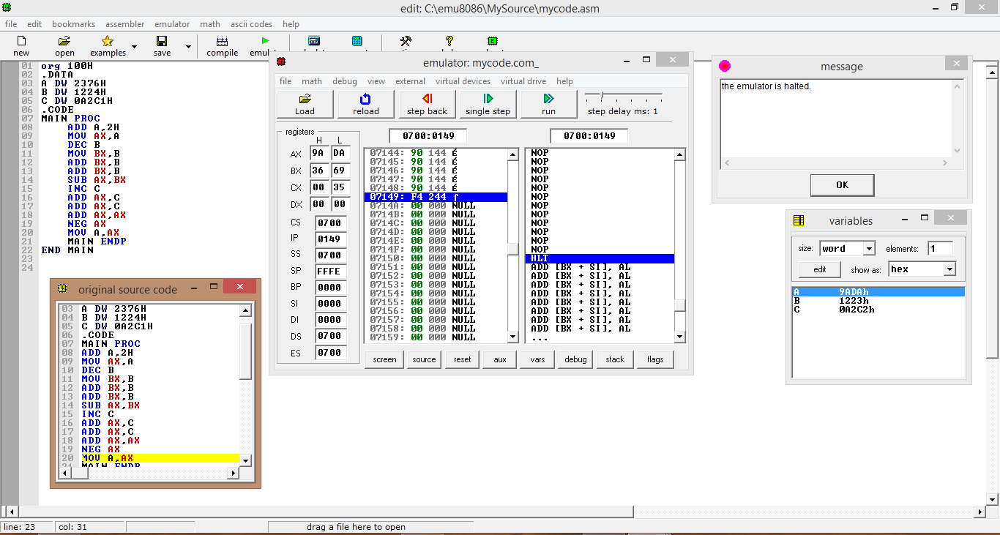 edit: C:\emu8086\MySource\mycode.asm
file edit bookmarks assembler emulator math ascii codes help
new open examples save compile
01 org 100H
02 .DATA
03 A DW 2376H
04 B DW 1224H
05 C DW 0A2C1H
06 .CODE
07 MAIN PROC
08 ADD A,2H
09 MOV AX,A
10 DEC B
11 MOV BX,B
12 ADD BX,B
13 ADD BX,B
14 SUB AX,BX
15 INC C
16 ADD AX,C
17 ADD AX,C
18 ADD AX,AX
19 NEG AX
20 MOV A,AX
21 MAIN ENDP
22 END MAIN
23
24
original source code
03 A DW 2376H
04 B DW 1224H
05 C DW 0A2C1H
06 .CODE
07 MAIN PROC
08 ADD A,2H
09 MOV AX,A
10 DEC B
11 MOV BX,B
12 ADD BX,B
13 ADD BX,B
14 SUB AX,BX
15 INC C
16 ADD AX,C
17 ADD AX,C
18 ADD AX,AX
19 NEG AX
20 MOV A,AX
21 MAIN ENDP
emulator: mycode.com_
file math debug view external virtual devices virtual drive help
Load reload step back single step run step delay ms: 1
registers
H L
AX 9A DA
BX 36 69
CX 00 35
DX 00 00
CS 0700
IP 0149
SS 0700
SP FFFE
BP 0000
SI 0000
DI 0000
DS 0700
ES 0700
0700:0149
07144: 90 144 É
07145: 90 144 É
07146: 90 144 É
07147: 90 144 É
07148: 90 144 É
07149: F4 244 ⌠
0714A: 00 000 NULL
0714B: 00 000 NULL
0714C: 00 000 NULL
0714D: 00 000 NULL
0714E: 00 000 NULL
0714F: 00 000 NULL
07150: 00 000 NULL
07151: 00 000 NULL
07152: 00 000 NULL
07153: 00 000 NULL
07154: 00 000 NULL
07155: 00 000 NULL
07156: 00 000 NULL
07157: 00 000 NULL
07158: 00 000 NULL
07159: 00 000 NULL
0700:0149
NOP
NOP
NOP
NOP
NOP
NOP
NOP
NOP
NOP
NOP
NOP
NOP
HLT
ADD [BX + SI], AL
ADD [BX + SI], AL
ADD [BX + SI], AL
ADD [BX + SI], AL
ADD [BX + SI], AL
ADD [BX + SI], AL
ADD [BX + SI], AL
ADD [BX + SI], AL
...
screen source reset aux vars debug stack flags
message
the emulator is halted.
OK
variables
size: word elements: 1
edit show as: hex
A 9ADAh
B 1223h
C 0A2C2h
line: 23 col: 31 drag a file here to open